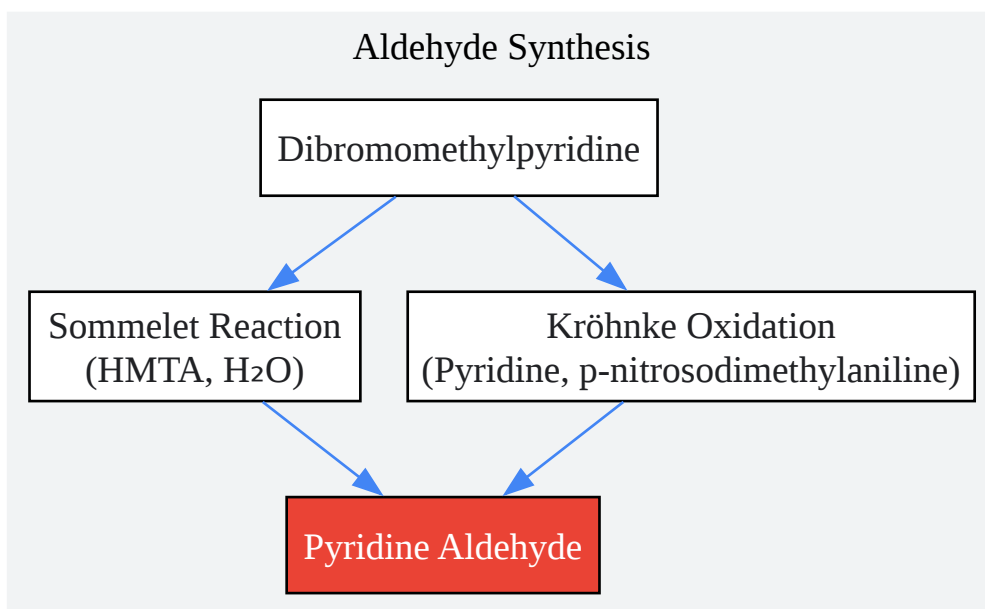 Aldehyde Synthesis
Dibromomethylpyridine
Sommelet Reaction
(HMTA, H₂O)
Kröhnke Oxidation
(Pyridine, p-nitrosodimethylaniline)
Pyridine Aldehyde